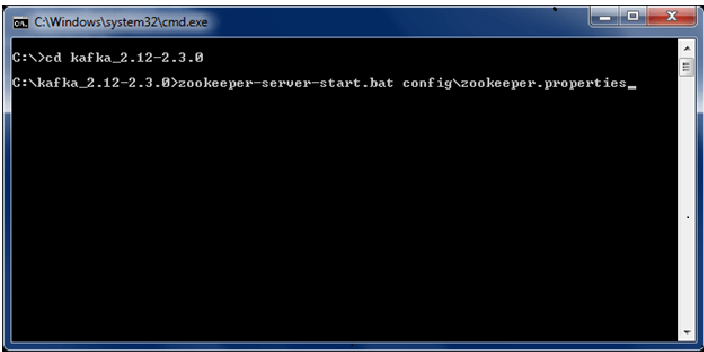 C:\Windows\system32\cmd.exe
C:\>cd kafka_2.12-2.3.0
C:\kafka_2.12-2.3.0>zookeeper-server-start.bat config\zookeeper.properties_